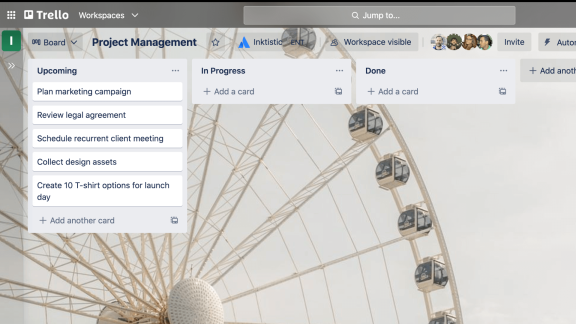 Trello Workspaces Jump to...
Board Project Management Inktistic ENT Workspace visible Invite Autor
Upcoming
Plan marketing campaign
Review legal agreement
Schedule recurrent client meeting
Collect design assets
Create 10 T-shirt options for launch
day
+ Add another card
In Progress
+ Add a card
Done
+ Add a card
+ Add anoth